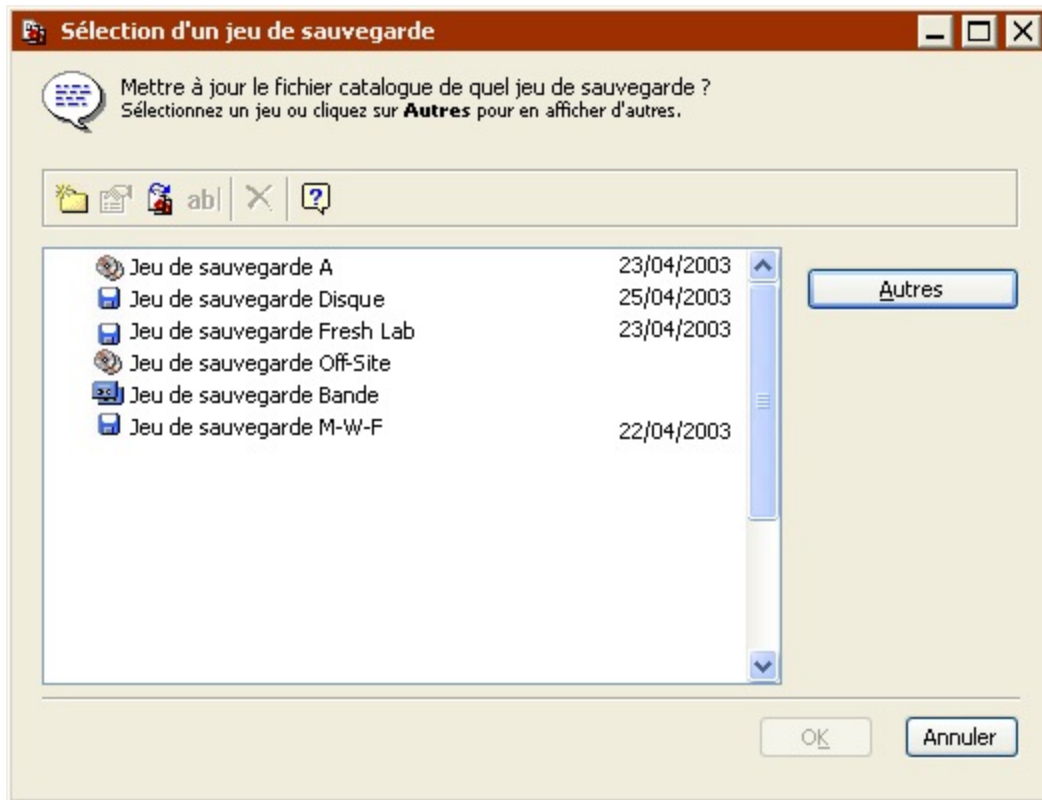 Sélection d'un jeu de sauvegarde
Mettre à jour le fichier catalogue de quel jeu de sauvegarde ?
Sélectionnez un jeu ou cliquez sur Autres pour en afficher d'autres.
ab|
Jeu de sauvegarde A 23/04/2003
Autres
Jeu de sauvegarde Disque 25/04/2003
Jeu de sauvegarde Fresh Lab 23/04/2003
Jeu de sauvegarde Off-Site
Jeu de sauvegarde Bande
Jeu de sauvegarde M-W-F 22/04/2003
OK Annuler